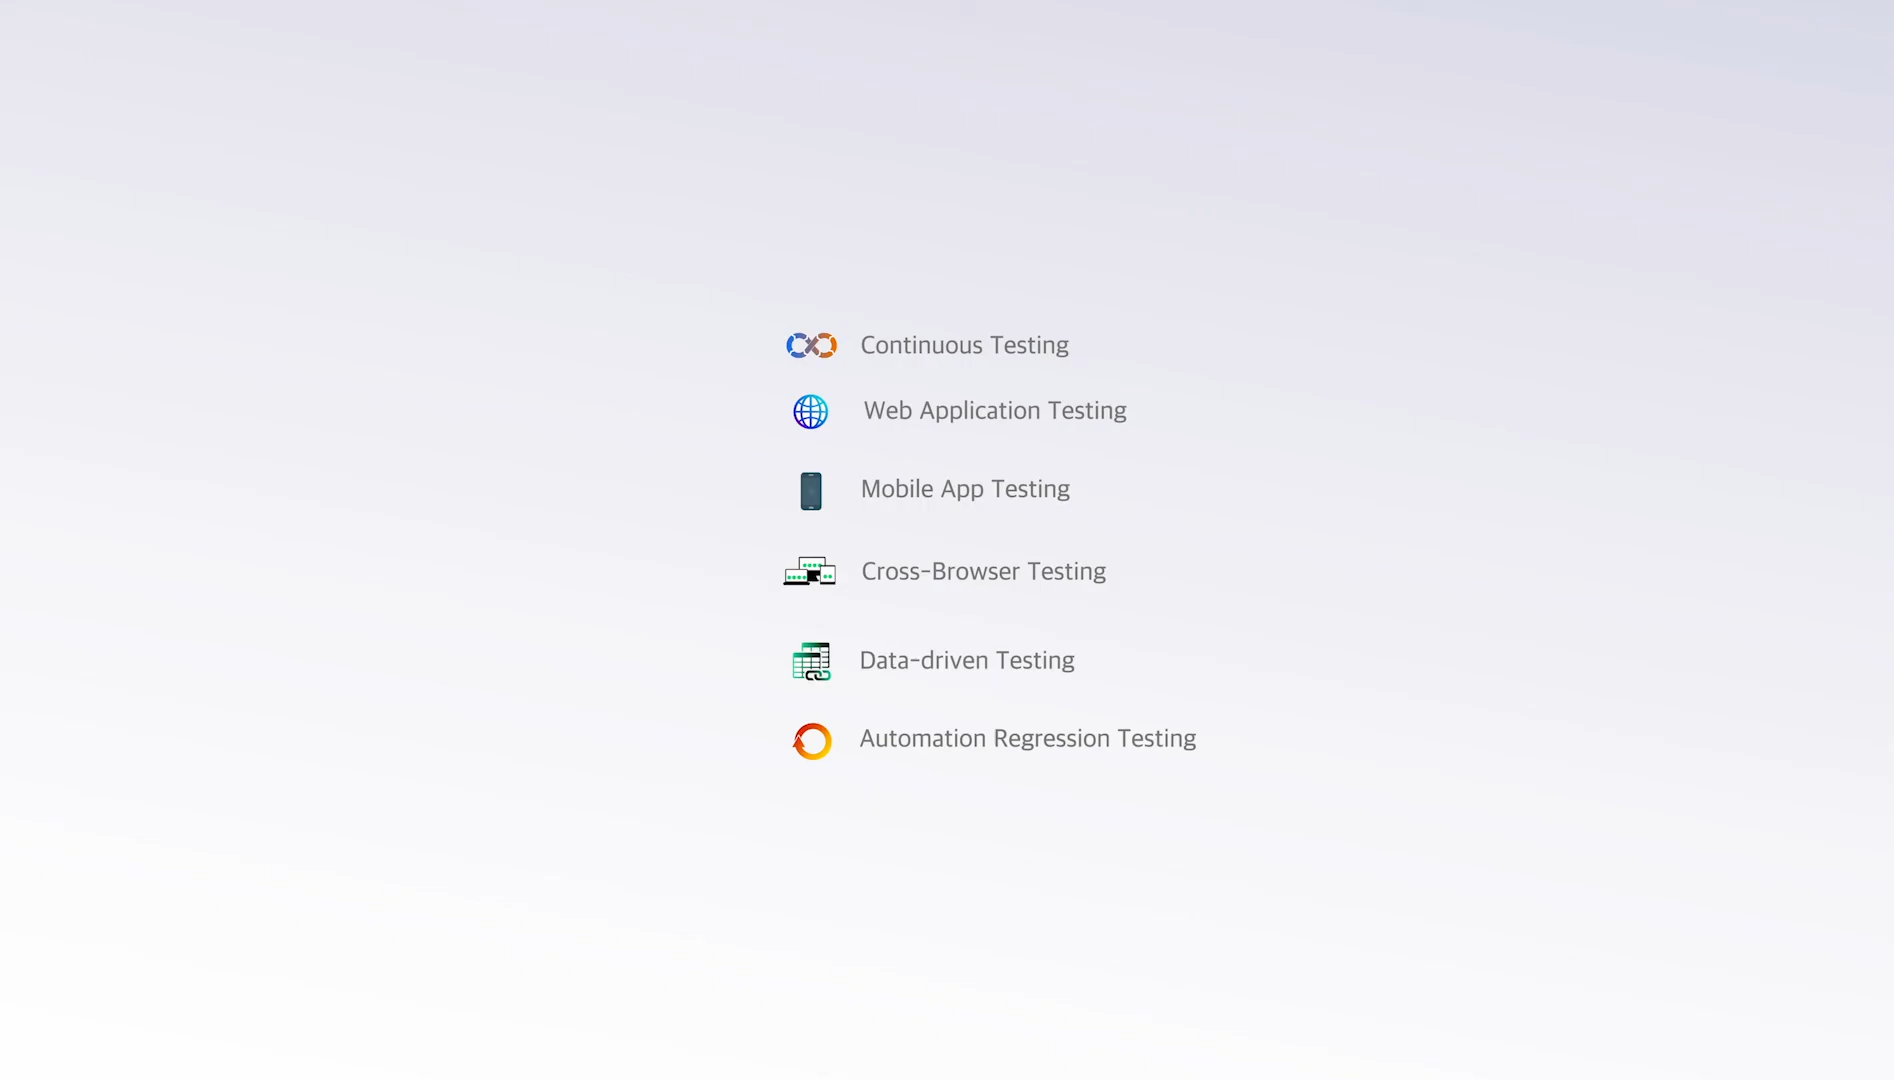 Continuous Testing
Web Application Testing
Mobile App Testing
Cross-Browser Testing
Data-driven Testing
Automation Regression Testing